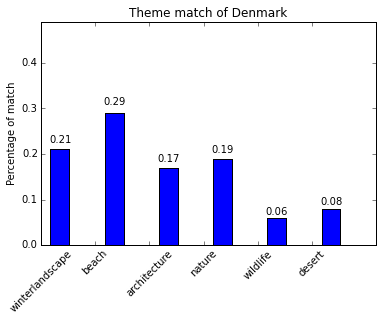 Theme match of Denmark
Percentage of match
0.4
0.3
0.2
0.1
0.0
0.21
0.29
0.17
0.19
0.06
0.08
winterlandscape
beach
architecture
nature
wildlife
desert